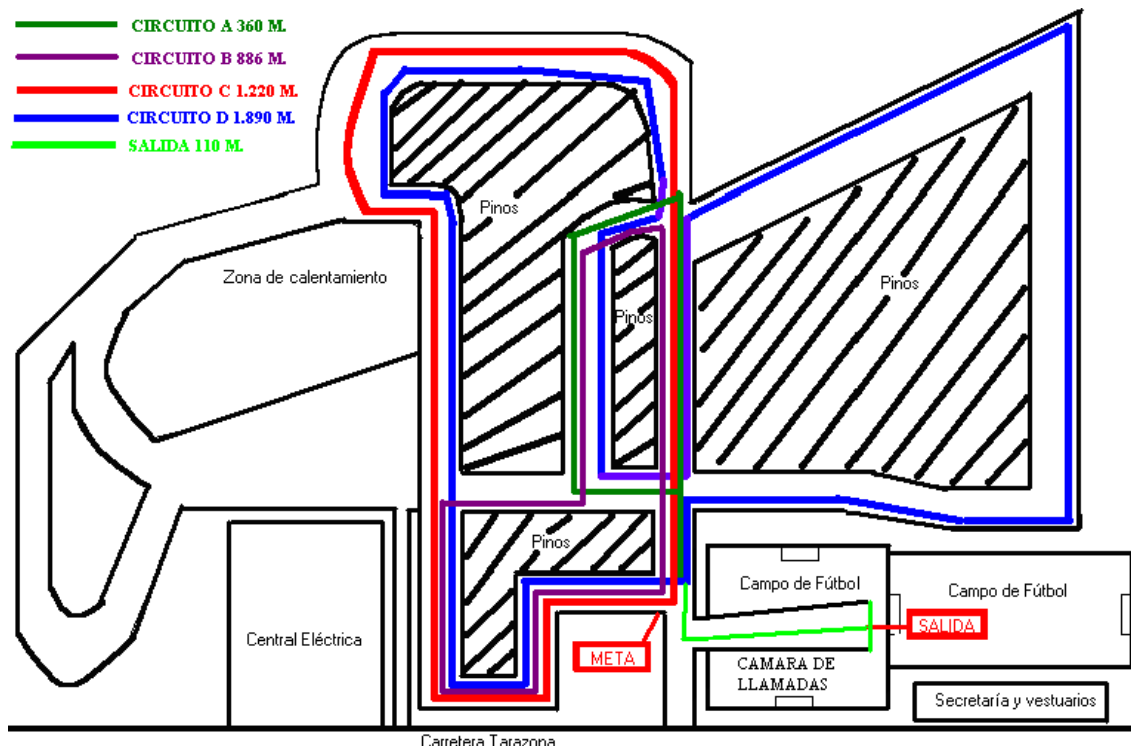 CIRCUITO A 360 M.
CIRCUITO B 886 M.
CIRCUITO C 1.220 M.
CIRCUITO D 1.890 M.
SALIDA 110 M.
Pinos
Zona de calentamiento
Pinos
Pinos
Pinos
Campo de Fútbol
Campo de Fútbol
SALIDA
Central Eléctrica
META
CAMARA DE
LLAMADAS
Secretaría y vestuarios
Carretera Tarazona